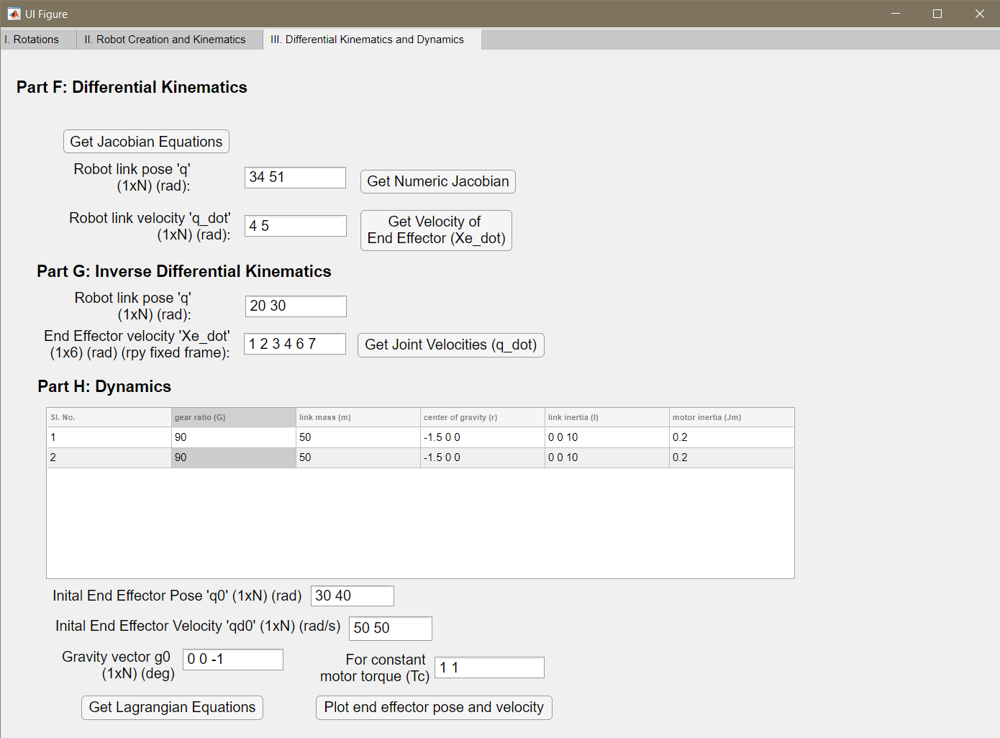 UI Figure
I. Rotations
II. Robot Creation and Kinematics
III. Differential Kinematics and Dynamics
Part F: Differential Kinematics
Get Jacobian Equations
Robot link pose 'q'
(1xN) (rad):
34 51
Get Numeric Jacobian
Robot link velocity 'q_dot'
(1xN) (rad):
4 5
Get Velocity of
End Effector (Xe_dot)
Part G: Inverse Differential Kinematics
Robot link pose 'q'
(1xN) (rad):
20 30
End Effector velocity 'Xe_dot'
(1x6) (rad) (rpy fixed frame):
1 2 3 4 6 7
Get Joint Velocities (q_dot)
Part H: Dynamics
Sl. No. gear ratio (G) link mass (m) center of gravity (r) link inertia (I) motor inertia (Jm)
1 90 50 -1.5 0 0 0 0 10 0.2
2 90 50 -1.5 0 0 0 0 10 0.2
Inital End Effector Pose 'q0' (1xN) (rad)
30 40
Inital End Effector Velocity 'qd0' (1xN) (rad/s)
50 50
Gravity vector g0
(1xN) (deg)
0 0 -1
For constant
motor torque (Tc)
1 1
Get Lagrangian Equations
Plot end effector pose and velocity